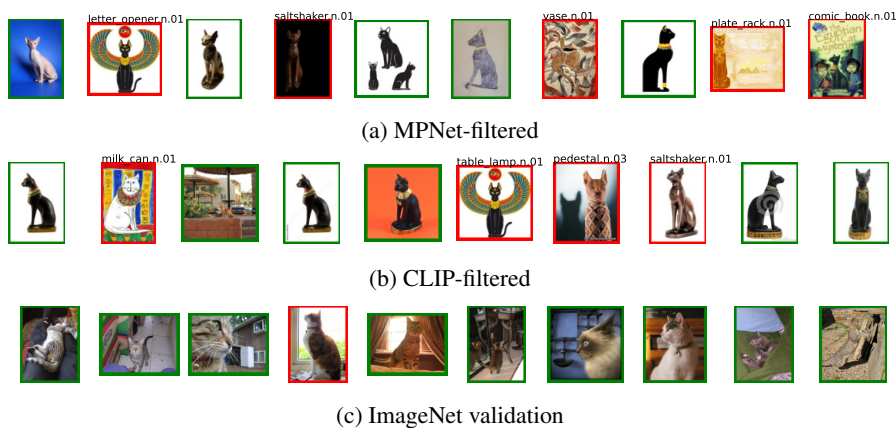 letter_opener.n.01 saltshaker.n.01 vase.n.01 plate_rack.n.01 comic_book.n.01
(a) MPNet-filtered
milk_can.n.01 table_lamp.n.01 pedestal.n.03 saltshaker.n.01
(b) CLIP-filtered
(c) ImageNet validation